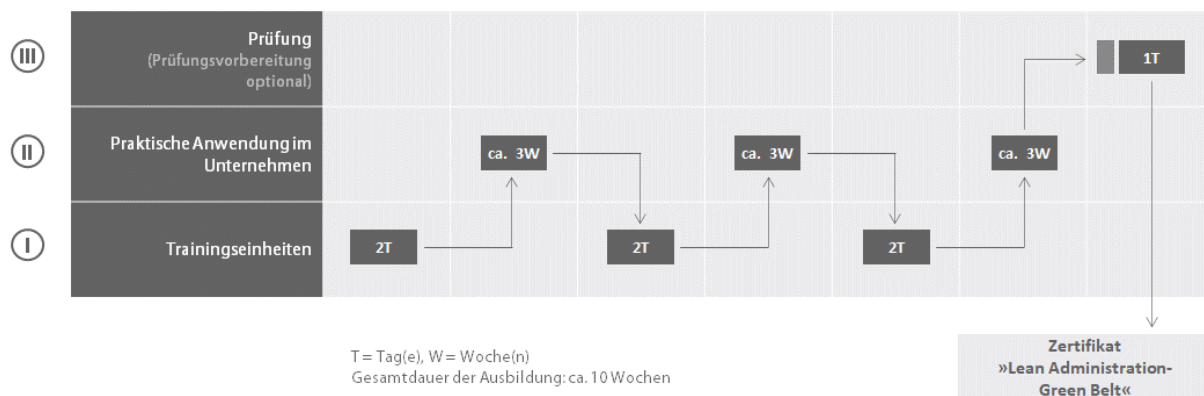 III
Prüfung
(Prüfungsvorbereitung
optional)
1T
II
Praktische Anwendung im
Unternehmen
ca. 3W
ca. 3W
ca. 3W
I
Trainingseinheiten
2T
2T
2T
T = Tag(e), W = Woche(n)
Gesamtdauer der Ausbildung: ca. 10 Wochen
Zertifikat
»Lean Administration-
Green Belt«